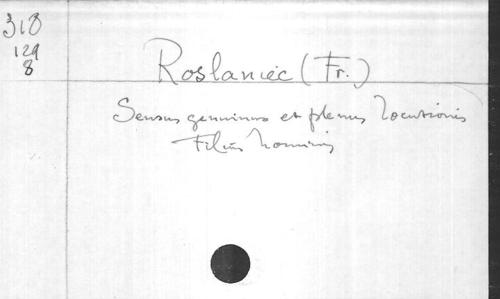 318
129
8
Roslaniec (Fr.)
Sensus genuinus et plenus locutionis
Filius hominis